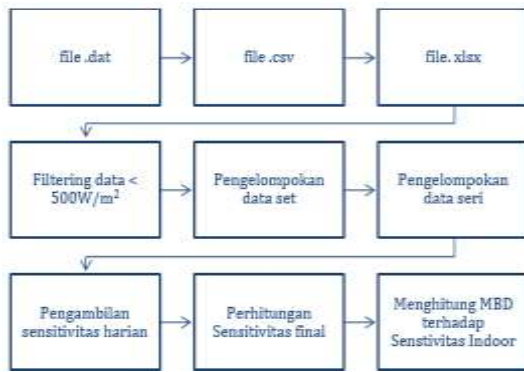 file .dat
file .csv
file. xlsx
Filtering data <
500W/m²
Pengelompokan
data set
Pengelompokan
data seri
Pengambilan
sensitivitas harian
Perhitungan
Sensitivitas final
Menghitung MBD
terhadap
Senstivitas Indoor